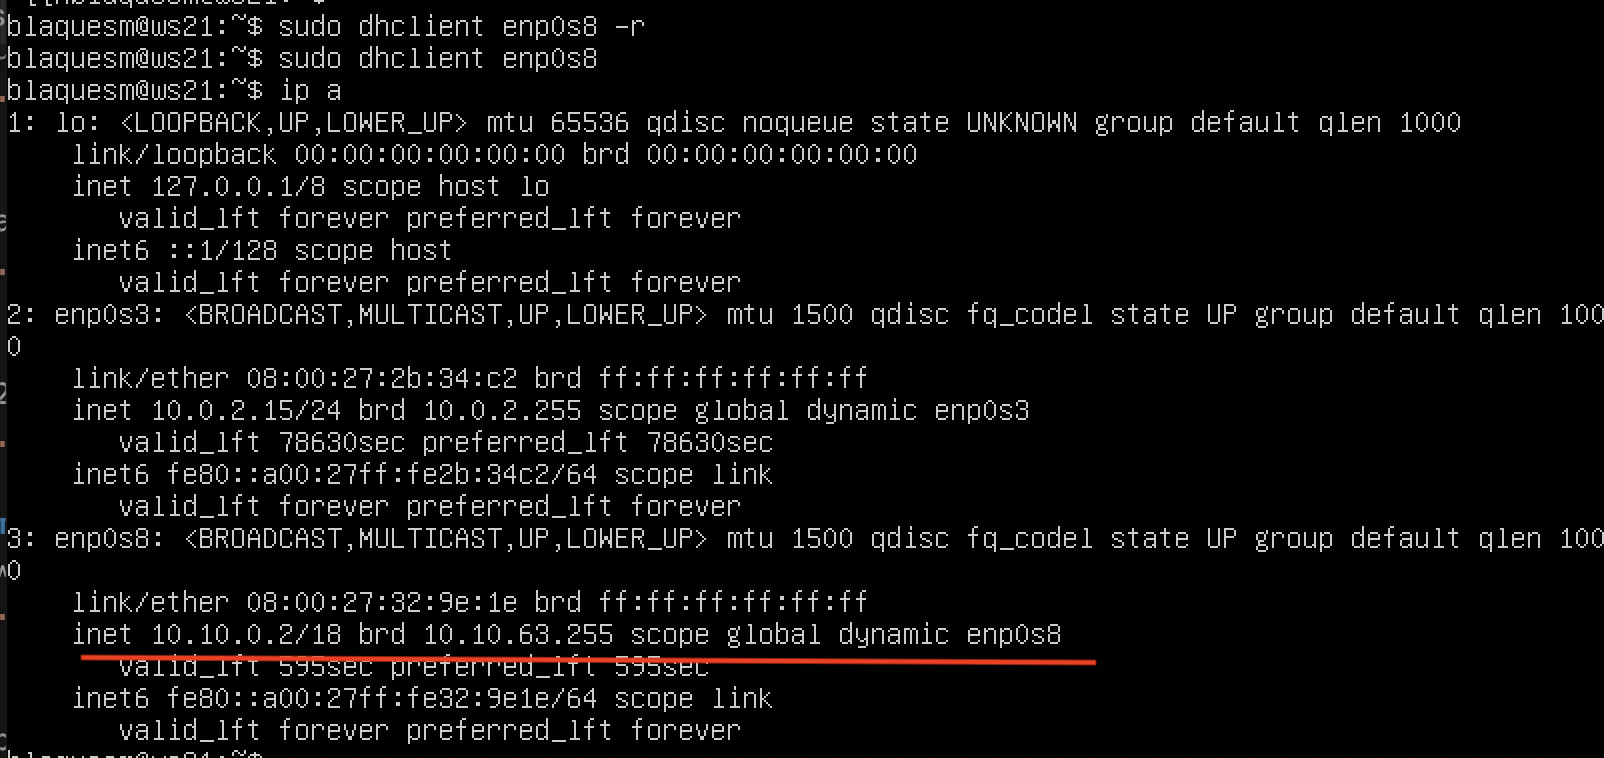 blaquesm@ws21:~$ sudo dhclient enp0s8 -r
blaquesm@ws21:~$ sudo dhclient enp0s8
blaquesm@ws21:~$ ip a
1: lo: <LOOPBACK,UP,LOWER_UP> mtu 65536 qdisc noqueue state UNKNOWN group default qlen 1000
    link/loopback 00:00:00:00:00:00 brd 00:00:00:00:00:00
    inet 127.0.0.1/8 scope host lo
       valid_lft forever preferred_lft forever
    inet6 ::1/128 scope host
       valid_lft forever preferred_lft forever
2: enp0s3: <BROADCAST,MULTICAST,UP,LOWER_UP> mtu 1500 qdisc fq_codel state UP group default qlen 100
0
    link/ether 08:00:27:2b:34:c2 brd ff:ff:ff:ff:ff:ff
    inet 10.0.2.15/24 brd 10.0.2.255 scope global dynamic enp0s3
       valid_lft 78630sec preferred_lft 78630sec
    inet6 fe80::a00:27ff:fe2b:34c2/64 scope link
       valid_lft forever preferred_lft forever
3: enp0s8: <BROADCAST,MULTICAST,UP,LOWER_UP> mtu 1500 qdisc fq_codel state UP group default qlen 100
0
    link/ether 08:00:27:32:9e:1e brd ff:ff:ff:ff:ff:ff
    inet 10.10.0.2/18 brd 10.10.63.255 scope global dynamic enp0s8
       valid_lft 595sec preferred_lft 595sec
    inet6 fe80::a00:27ff:fe32:9e1e/64 scope link
       valid_lft forever preferred_lft forever
blaquesm@ws21:~$